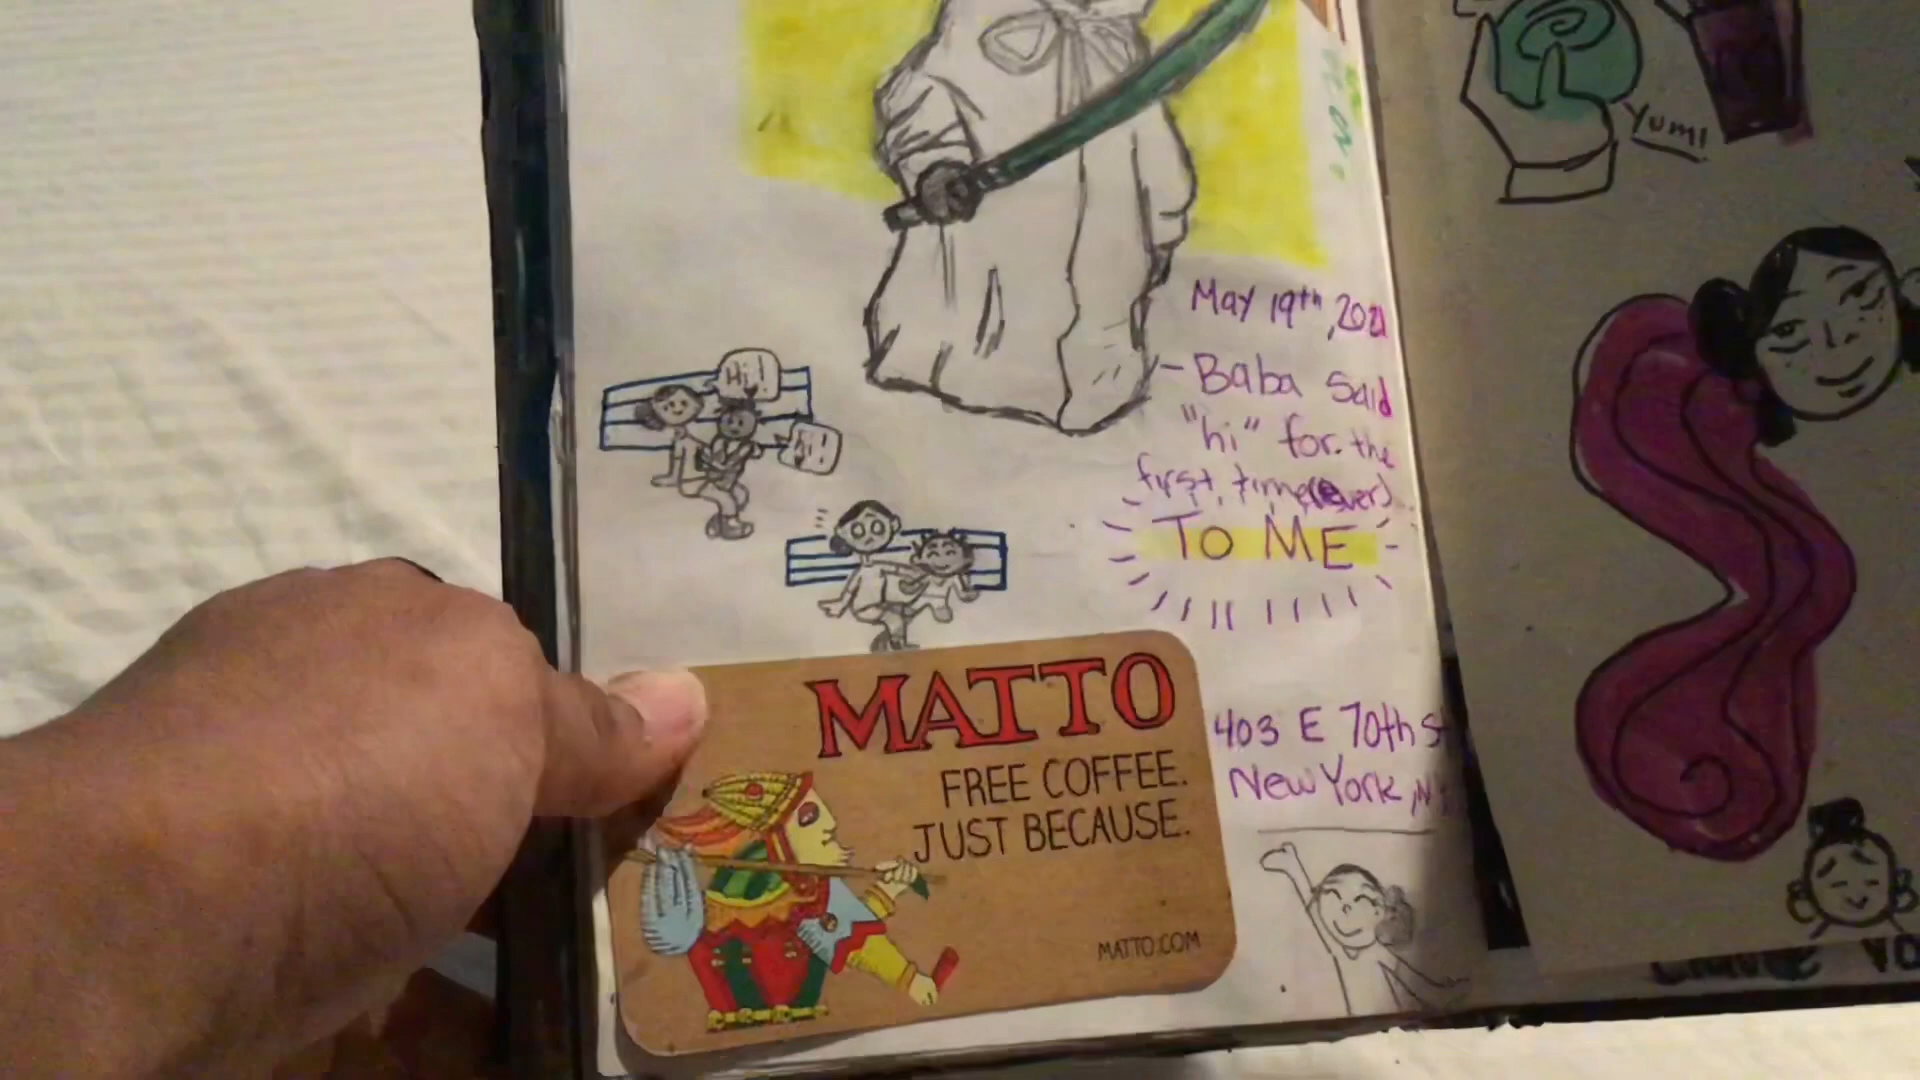 Yumi
May 19th, 2021
- Baba said
"hi" for the
first time (ever)
TO ME
Hi!
MATTO
FREE COFFEE.
JUST BECAUSE.
MATTO.COM
403 E 70th St
New York, N